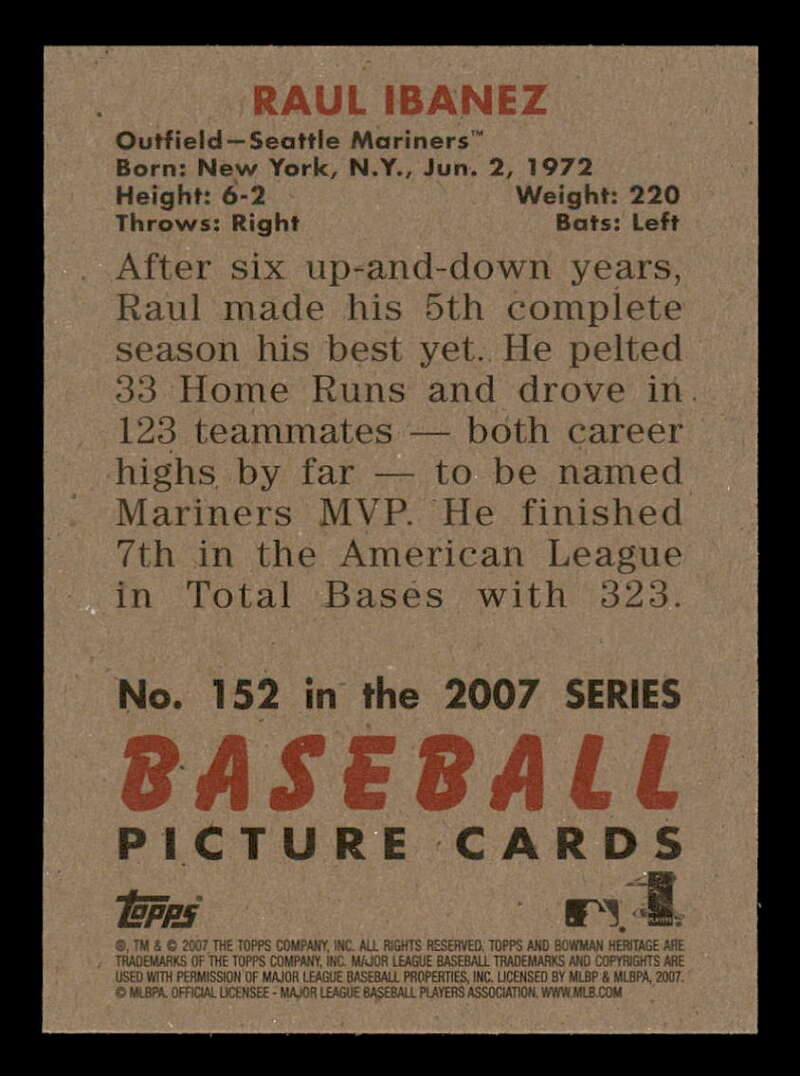 RAUL IBANEZ
Outfield—Seattle Mariners™
Born: New York, N.Y., Jun. 2, 1972
Height: 6-2 Weight: 220
Throws: Right Bats: Left
After six up-and-down years,
Raul made his 5th complete
season his best yet. He pelted
33 Home Runs and drove in
123 teammates — both career
highs by far — to be named
Mariners MVP. He finished
7th in the American League
in Total Bases with 323.
No. 152 in the 2007 SERIES
BASEBALL
PICTURE CARDS
topps
®, TM & © 2007 THE TOPPS COMPANY, INC. ALL RIGHTS RESERVED. TOPPS AND BOWMAN HERITAGE ARE
TRADEMARKS OF THE TOPPS COMPANY, INC. MAJOR LEAGUE BASEBALL TRADEMARKS AND COPYRIGHTS ARE
USED WITH PERMISSION OF MAJOR LEAGUE BASEBALL PROPERTIES, INC. LICENSED BY MLBP & MLBPA, 2007.
© MLBPA. OFFICIAL LICENSEE - MAJOR LEAGUE BASEBALL PLAYERS ASSOCIATION. WWW.MLB.COM